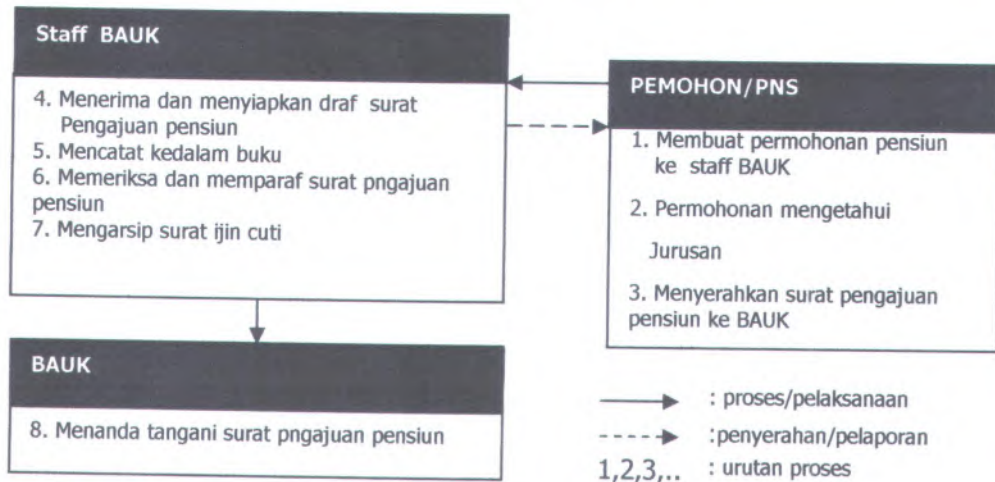 Staff BAUK
4. Menerima dan menyiapkan draf surat
Pengajuan pensiun
5. Mencatat kedalam buku
6. Memeriksa dan memparaf surat pngajuan
pensiun
7. Mengarsip surat ijin cuti
PEMOHON/PNS
1. Membuat permohonan pensiun
ke staff BAUK
2. Permohonan mengetahui
Jurusan
3. Menyerahkan surat pengajuan
pensiun ke BAUK
BAUK
8. Menanda tangani surat pngajuan pensiun
: proses/pelaksanaan
:penyerahan/pelaporan
1,2,3,.. : urutan proses